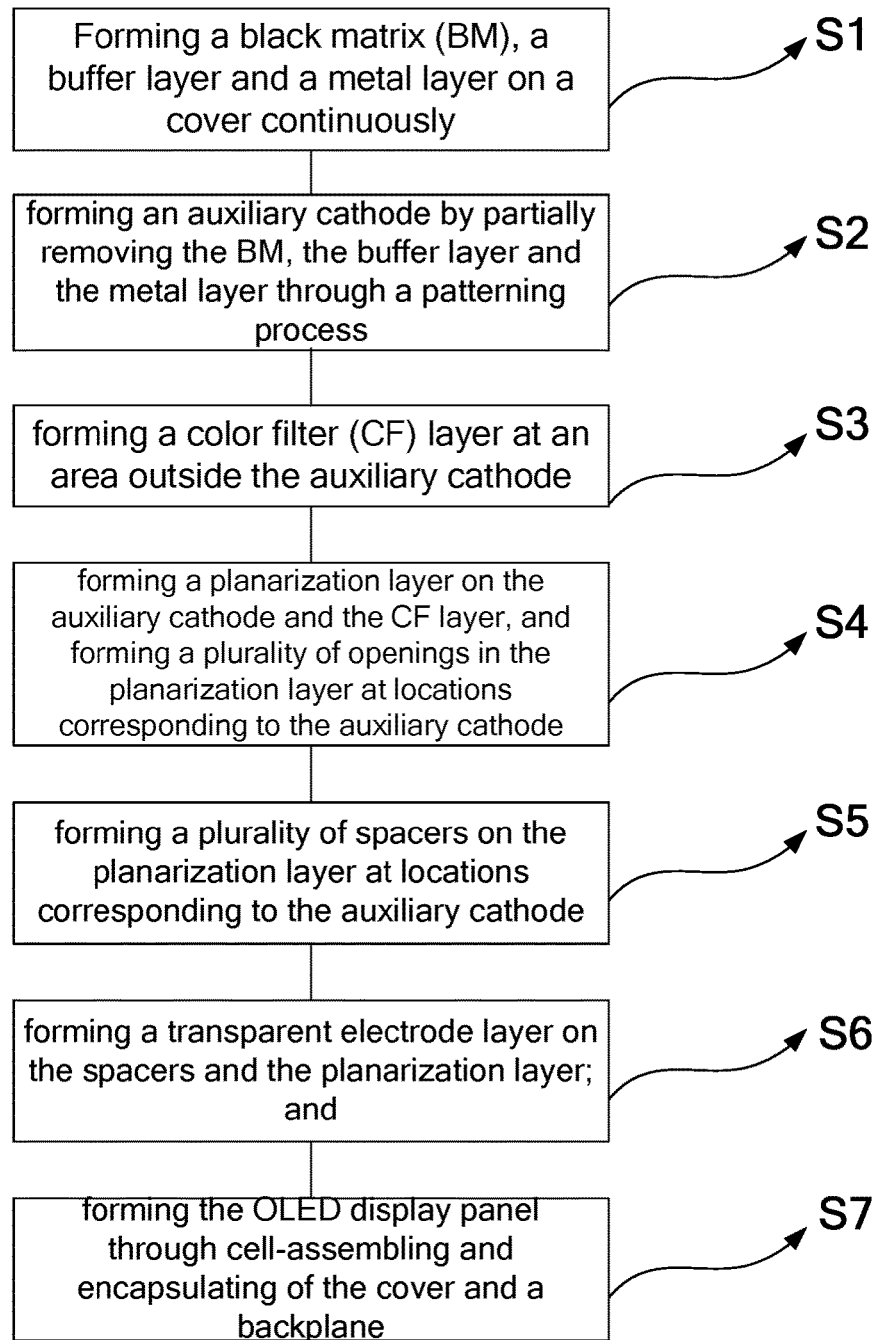 Forming a black matrix (BM), a
buffer layer and a metal layer on a
cover continuously
S1
forming an auxiliary cathode by partially
removing the BM, the buffer layer and
the metal layer through a patterning
process
S2
forming a color filter (CF) layer at an
area outside the auxiliary cathode
S3
forming a planarization layer on the
auxiliary cathode and the CF layer, and
forming a plurality of openings in the
planarization layer at locations
corresponding to the auxiliary cathode
S4
forming a plurality of spacers on the
planarization layer at locations
corresponding to the auxiliary cathode
S5
forming a transparent electrode layer on
the spacers and the planarization layer;
and
S6
forming the OLED display panel
through cell-assembling and
encapsulating of the cover and a
backplane
S7